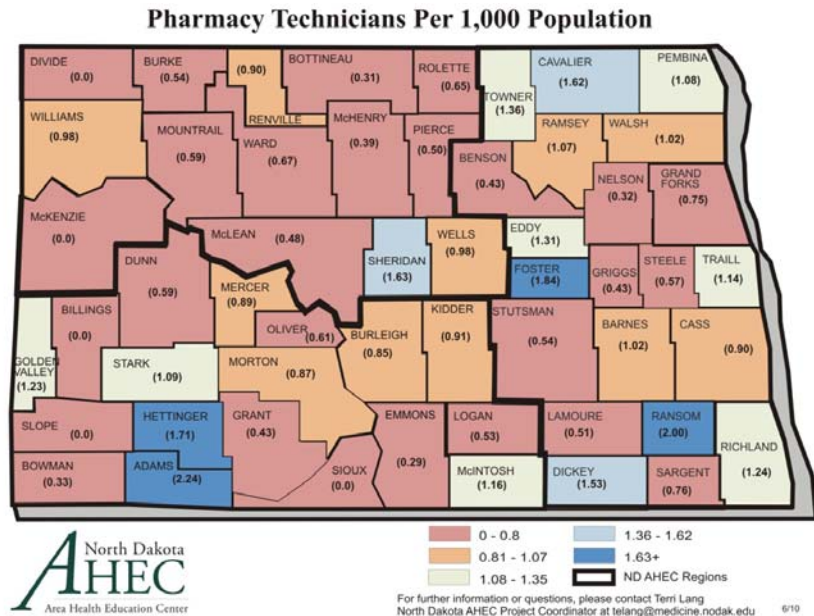 Pharmacy Technicians Per 1,000 Population
DIVIDE
(0.0)
BURKE
(0.54)
(0.90)
RENVILLE
BOTTINEAU
(0.31)
ROLETTE
(0.65)
TOWNER
(1.36)
CAVALIER
(1.62)
PEMBINA
(1.08)
WILLIAMS
(0.98)
MOUNTRAIL
(0.59)
WARD
(0.67)
McHENRY
(0.39)
PIERCE
(0.50)
BENSON
(0.43)
RAMSEY
(1.07)
WALSH
(1.02)
NELSON
(0.32)
GRAND
FORKS
(0.75)
McKENZIE
(0.0)
DUNN
(0.59)
McLEAN
(0.48)
SHERIDAN
(1.63)
WELLS
(0.98)
EDDY
(1.31)
FOSTER
(1.84)
GRIGGS
(0.43)
STEELE
(0.57)
TRAILL
(1.14)
MERCER
(0.89)
OLIVER
(0.61)
BILLINGS
(0.0)
GOLDEN
VALLEY
(1.23)
STARK
(1.09)
MORTON
(0.87)
BURLEIGH
(0.85)
KIDDER
(0.91)
STUTSMAN
(0.54)
BARNES
(1.02)
CASS
(0.90)
SLOPE
(0.0)
HETTINGER
(1.71)
GRANT
(0.43)
EMMONS
(0.29)
LOGAN
(0.53)
LAMOURE
(0.51)
RANSOM
(2.00)
RICHLAND
(1.24)
BOWMAN
(0.33)
ADAMS
(2.24)
SIOUX
(0.0)
McINTOSH
(1.16)
DICKEY
(1.53)
SARGENT
(0.76)
North Dakota
AHEC
Area Health Education Center
0 - 0.8
0.81 - 1.07
1.08 - 1.35
1.36 - 1.62
1.63+
ND AHEC Regions
For further information or questions, please contact Terri Lang
North Dakota AHEC Project Coordinator at telang@medicine.nodak.edu
6/10